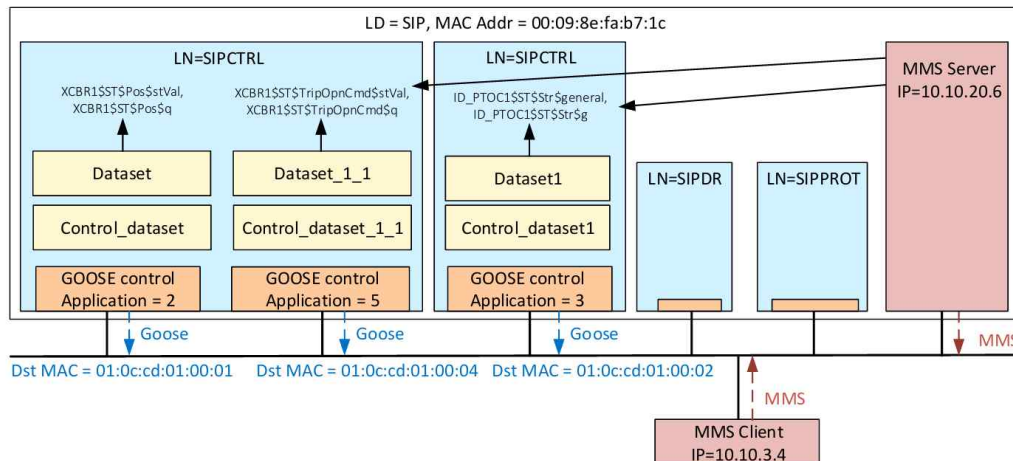 LD = SIP, MAC Addr = 00:09:8e:fa:b7:1c
LN=SIPCTRL
XCBR1$ST$Pos$stVal,
XCBR1$ST$Pos$q
XCBR1$ST$TripOpnCmd$stVal,
XCBR1$ST$TripOpnCmd$q
Dataset
Dataset_1_1
Control_dataset
Control_dataset_1_1
GOOSE control
Application = 2
GOOSE control
Application = 5
LN=SIPCTRL
ID_PTOC1$ST$Str$general,
ID_PTOC1$ST$Str$g
Dataset1
Control_dataset1
GOOSE control
Application = 3
LN=SIPDR
LN=SIPPROT
MMS Server
IP=10.10.20.6
Goose
Goose
Goose
MMS
Dst MAC = 01:0c:cd:01:00:01
Dst MAC = 01:0c:cd:01:00:04
Dst MAC = 01:0c:cd:01:00:02
MMS
MMS Client
IP=10.10.3.4